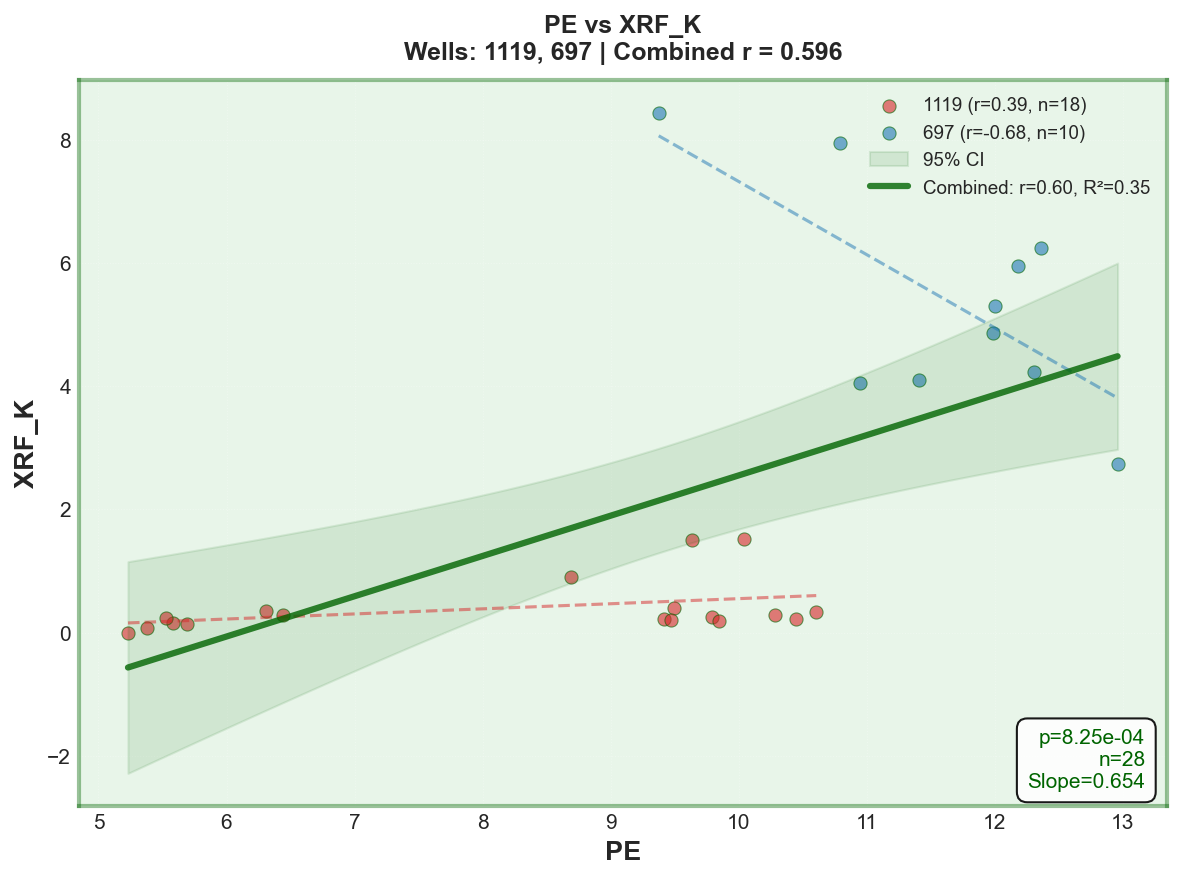 PE vs XRF_K
Wells: 1119, 697 | Combined r = 0.596
1119 (r=0.39, n=18)
697 (r=-0.68, n=10)
95% CI
Combined: r=0.60, R²=0.35
XRF_K
8
6
4
2
0
−2
p=8.25e-04
n=28
Slope=0.654
5 6 7 8 9 10 11 12 13
PE